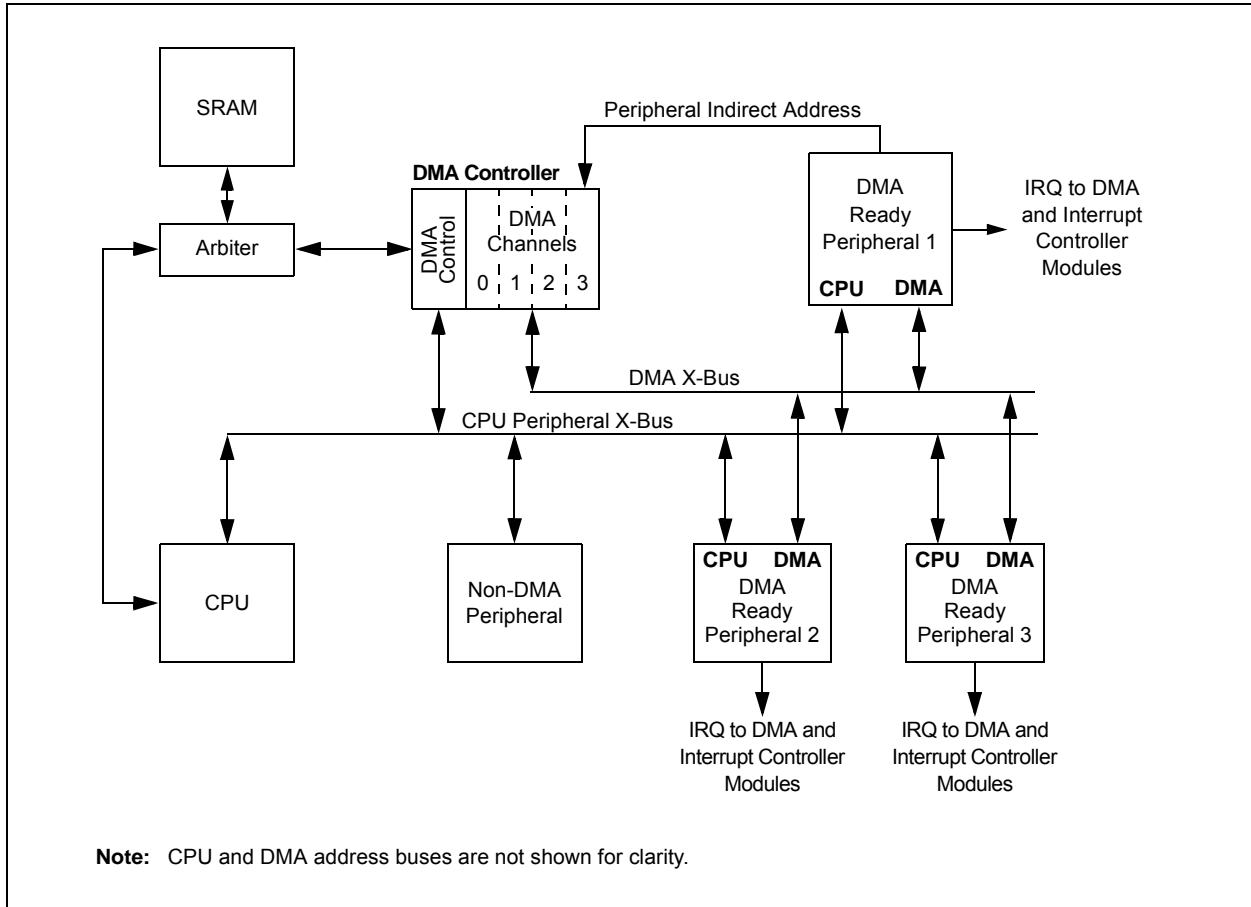 SRAM
Peripheral Indirect Address
DMA Controller
DMA
Ready
Peripheral 1
CPU DMA
IRQ to DMA
and Interrupt
Controller
Modules
Arbiter
DMA
Control
DMA
Channels
0 1 2 3
DMA X-Bus
CPU Peripheral X-Bus
CPU
Non-DMA
Peripheral
CPU DMA
DMA
Ready
Peripheral 2
CPU DMA
DMA
Ready
Peripheral 3
IRQ to DMA and
Interrupt Controller
Modules
IRQ to DMA and
Interrupt Controller
Modules
Note: CPU and DMA address buses are not shown for clarity.